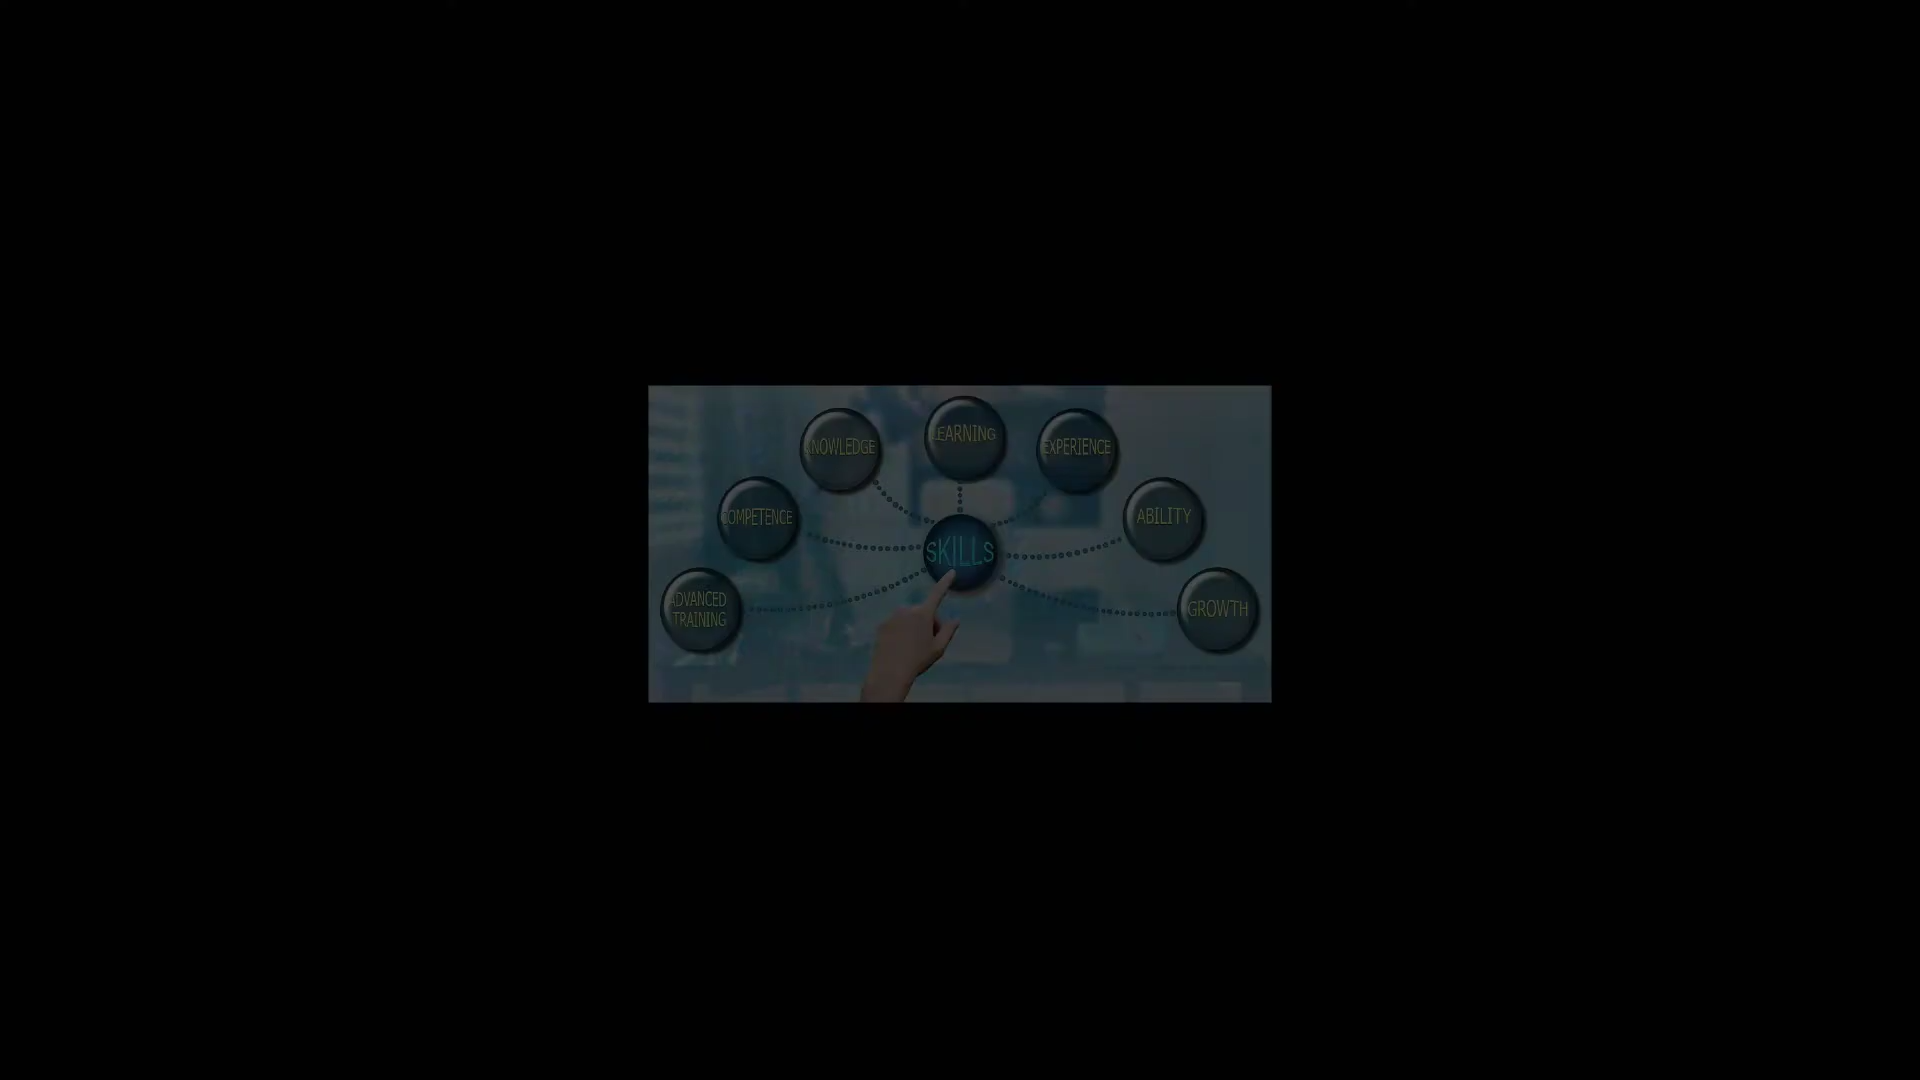 LEARNING
KNOWLEDGE
EXPERIENCE
COMPETENCE
ABILITY
SKILLS
ADVANCED
TRAINING
GROWTH